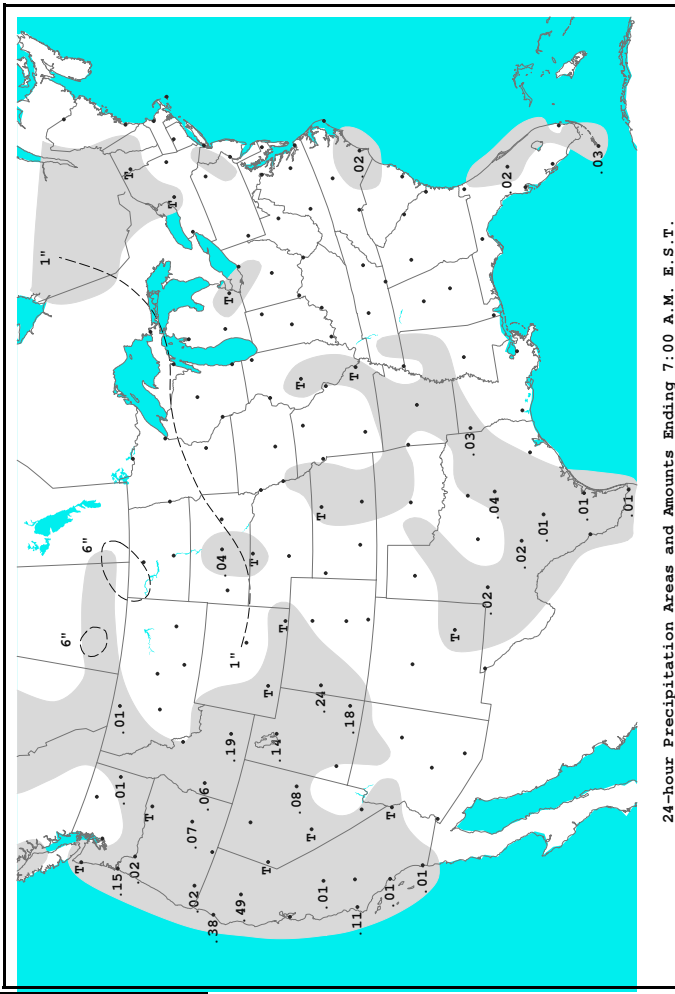 1"
6"
T
6"
.15
.01
.01
T
.02
T
T
.07
.02
.06
.38
.04
T
.19
1"
.49
T
T
T
.14
T
.08
T
T
.24
T
.01
.18
T
.11
.02
.01
T
.01
T
.03
.02
.04
.02
.02
.01
.01
.03
.01
24-hour Precipitation Areas and Amounts Ending 7:00 A.M. E.S.T.